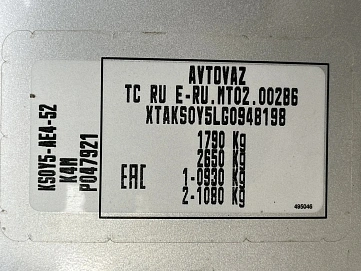 AVTOVAZ
TC RU E-RU.MT02.00286
XTAKS0Y5LG0948198
1790 Kg
2650 Kg
1-0930 Kg
2-1080 Kg
EAC
KS0Y5-AE4-52
K4M
P047921
495046